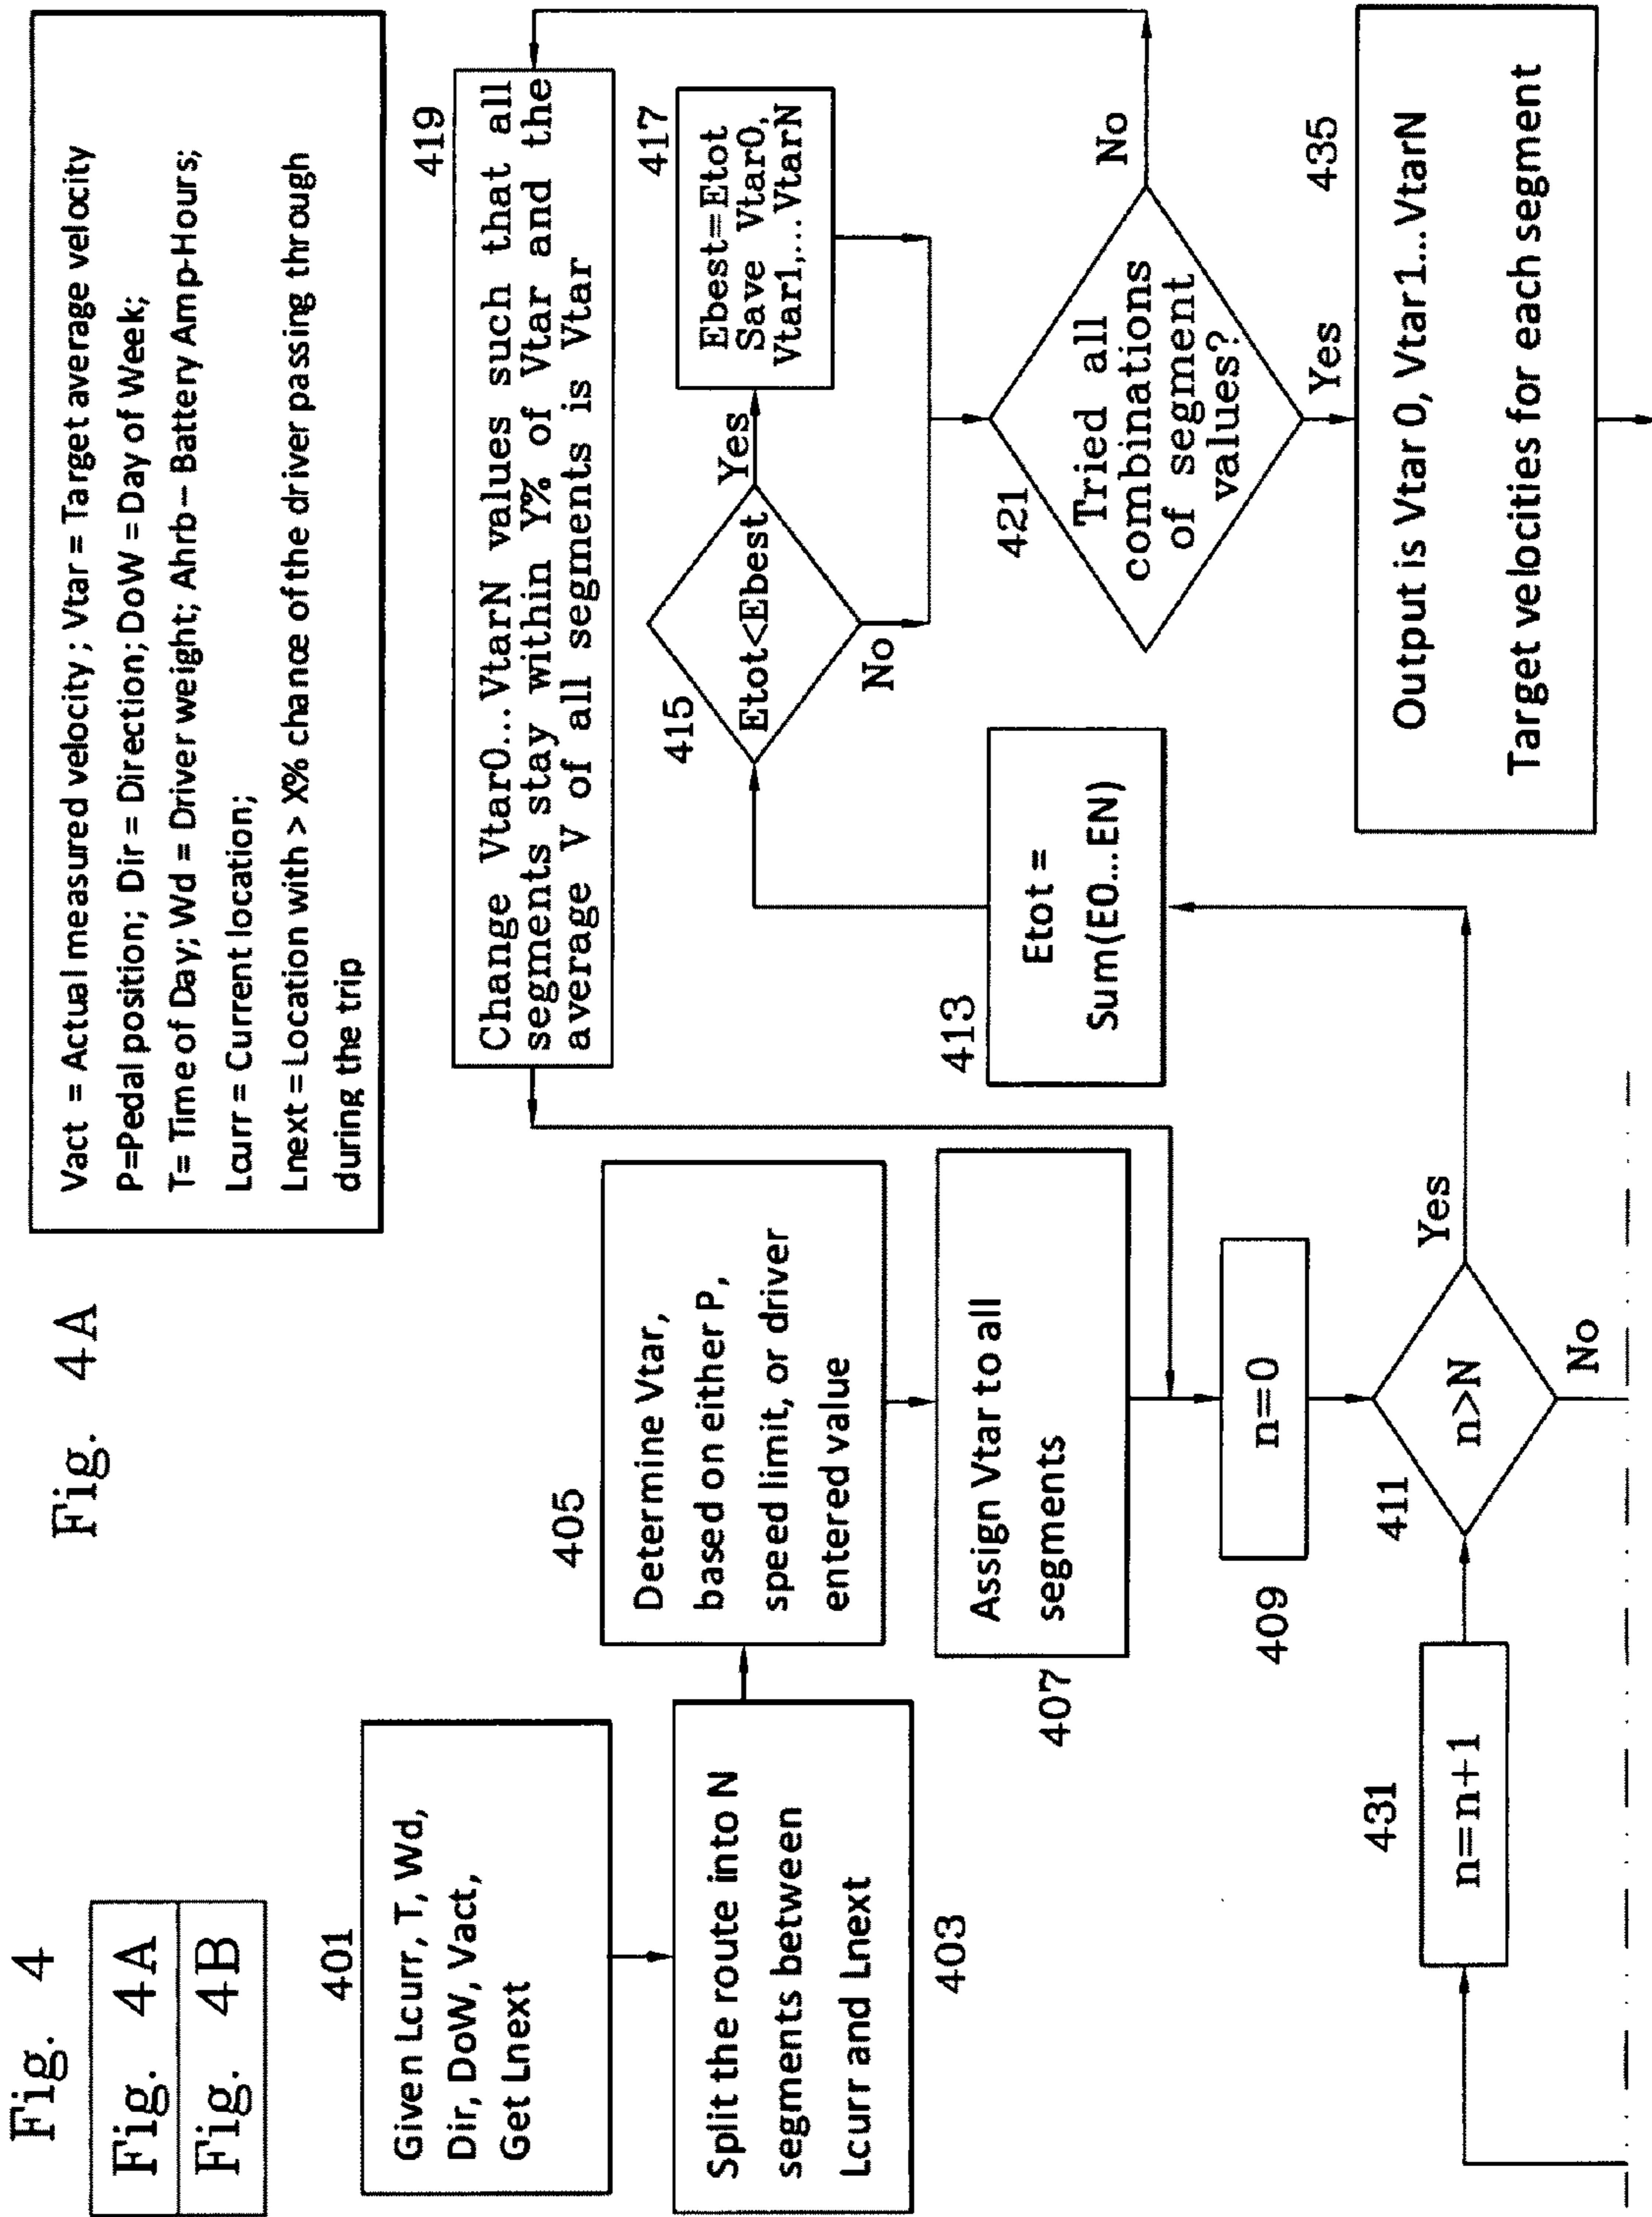 Fig. 4
Fig. 4A
Fig. 4B
Fig. 4A
Vact = Actual measured velocity ; Vtar = Target average velocity
P=Pedal position; Dir = Direction; DoW = Day of Week;
T= Time of Day; Wd = Driver weight; Ahrb – Battery Amp-Hours;
Lcurr = Current location;
Lnext = Location with > X% chance of the driver passing through
during the trip
401
Given Lcurr, T, Wd,
Dir, DoW, Vact,
Get Lnext
403
Split the route into N
segments between
Lcurr and Lnext
405
Determine Vtar,
based on either P,
speed limit, or driver
entered value
407
Assign Vtar to all
segments
409
n=0
411
n>N
Yes
No
431
n=n+1
413
Etot =
Sum(E0...EN)
415
Etot<Ebest
Yes
No
417
Ebest=Etot
Save Vtar0,
Vtar1,... VtarN
419
Change Vtar0... VtarN values such that all
segments stay within Y% of Vtar and the
average V of all segments is Vtar
421
Tried all
combinations
of segment
values?
No
Yes
435
Output is Vtar 0, Vtar 1... VtarN
Target velocities for each segment